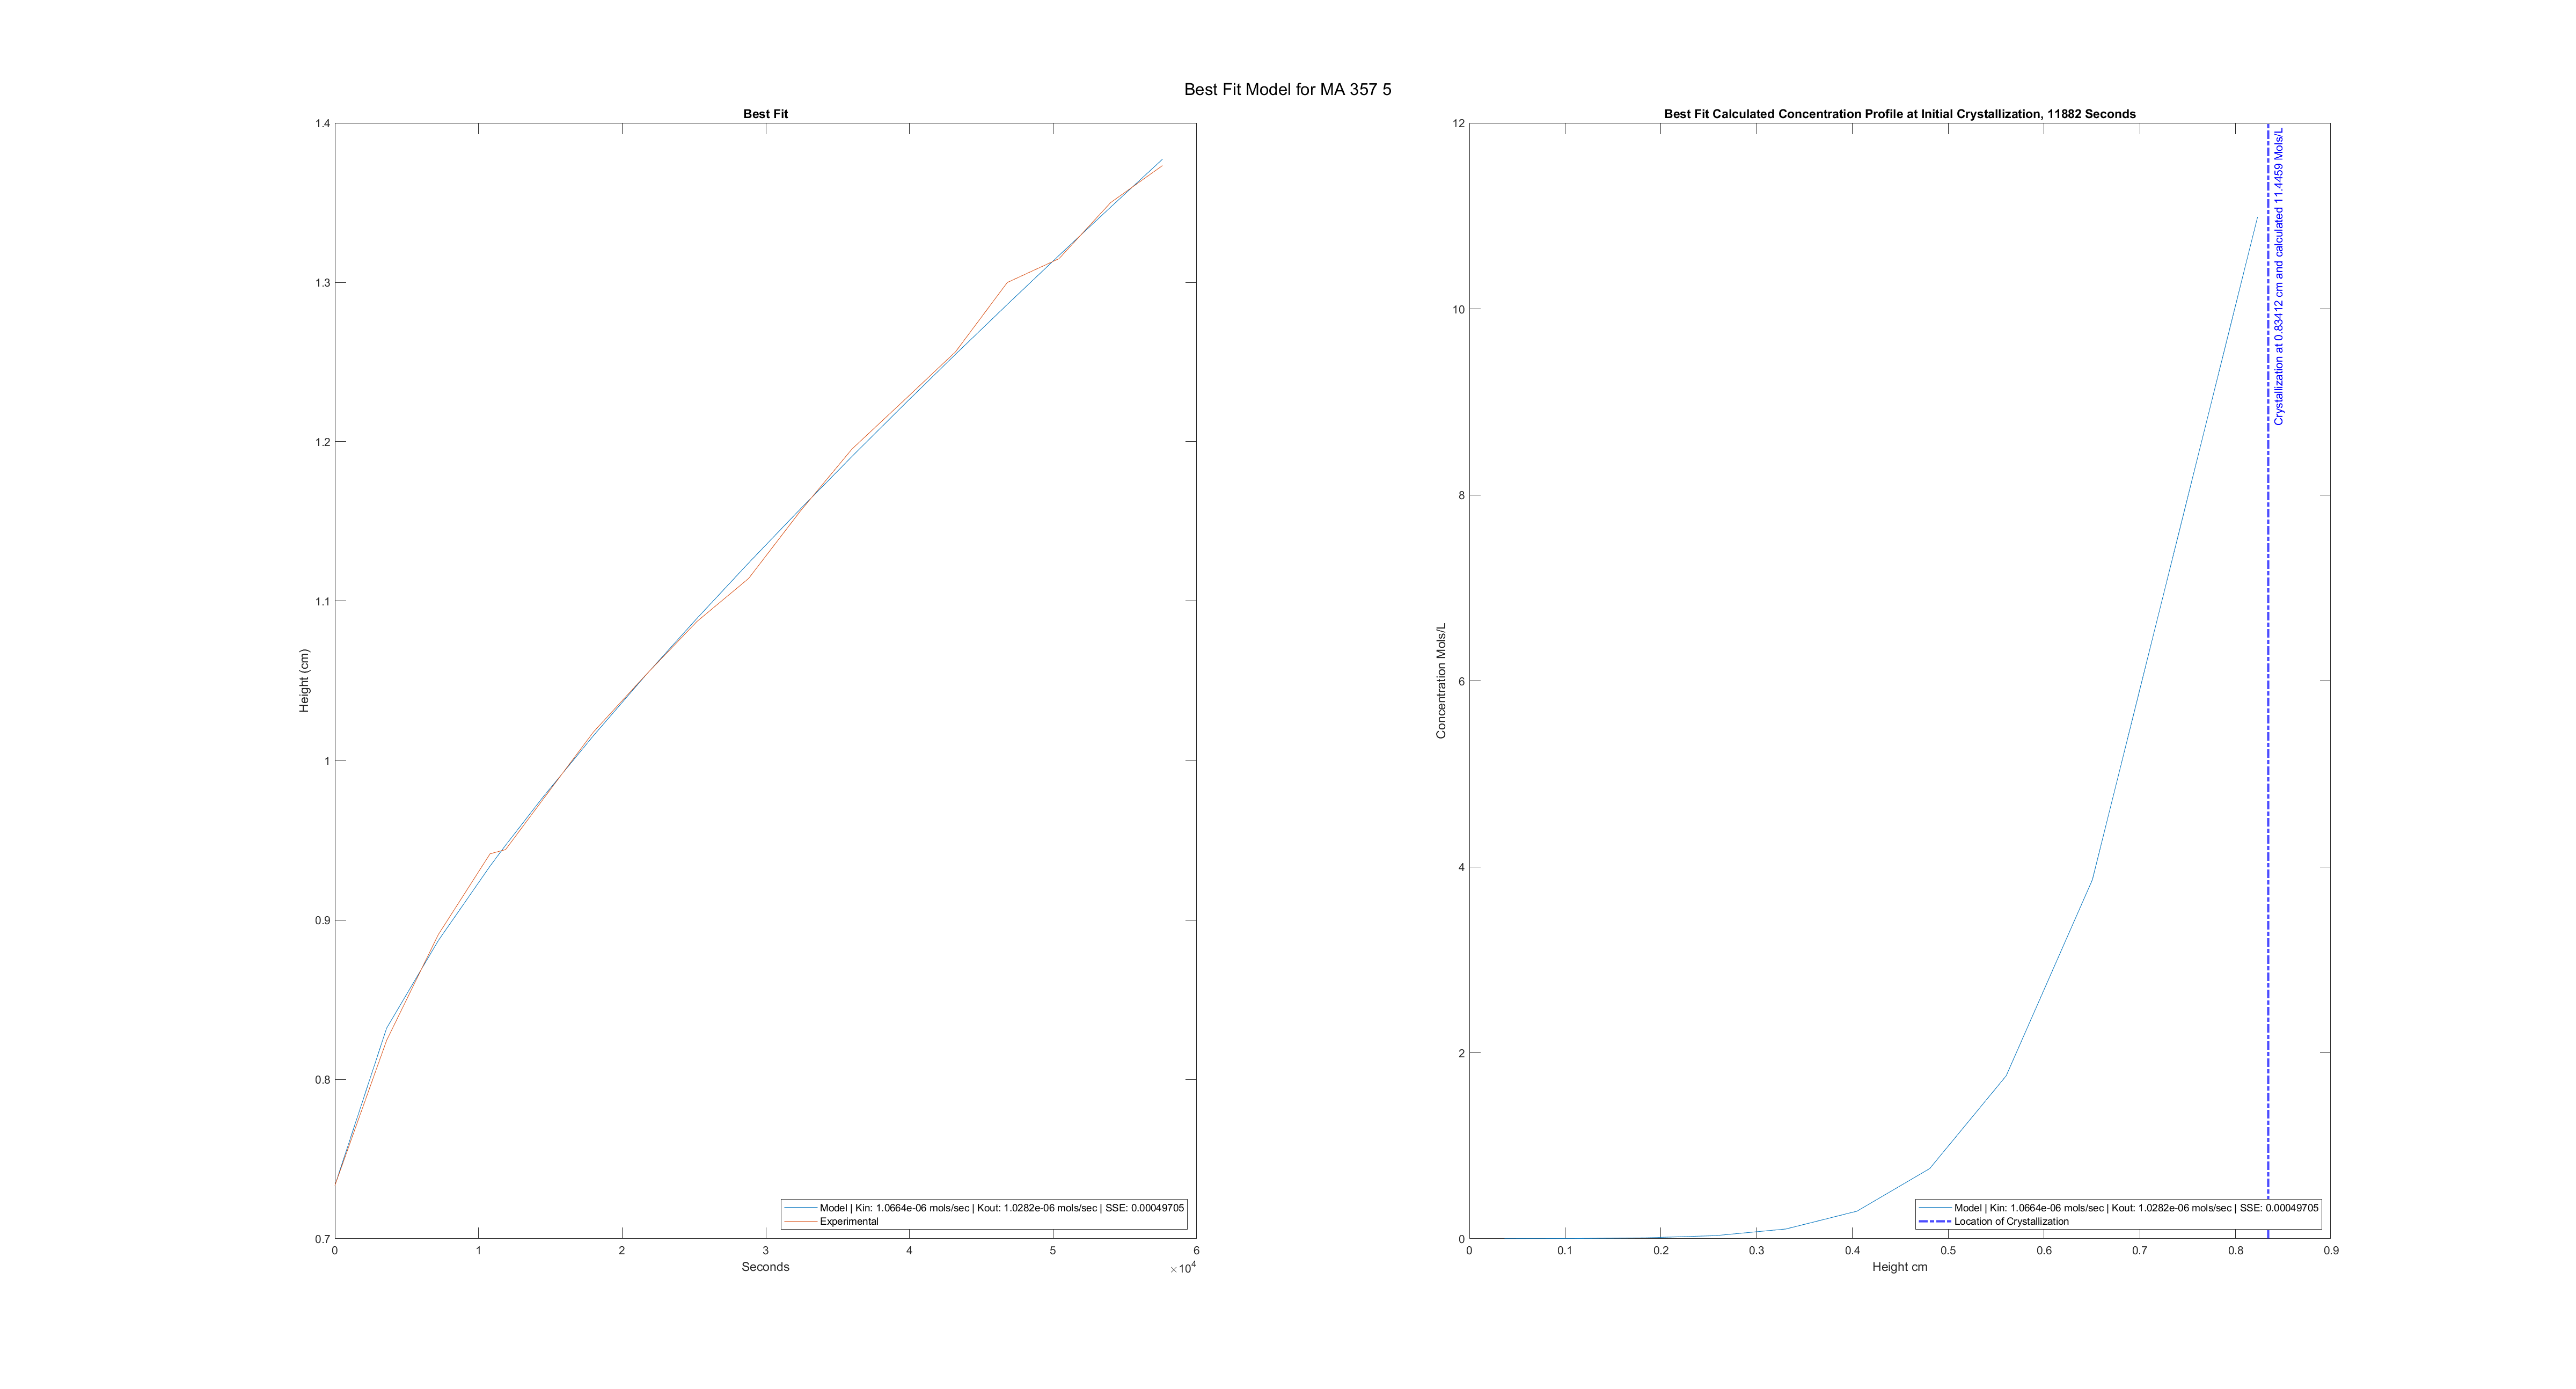 Best Fit Model for MA 357 5
Best Fit
1.4
1.3
1.2
1.1
1
0.9
0.8
0.7
Height (cm)
0
1
2
3
4
5
6
×10^4
Seconds
Model | Kin: 1.0664e-06 mols/sec | Kout: 1.0282e-06 mols/sec | SSE: 0.00049705
Experimental
Best Fit Calculated Concentration Profile at Initial Crystallization, 11882 Seconds
12
10
8
6
4
2
0
Concentration Mols/L
Crystallization at 0.83412 cm and calculated 11.4459 Mols/L
0
0.1
0.2
0.3
0.4
0.5
0.6
0.7
0.8
0.9
Height cm
Model | Kin: 1.0664e-06 mols/sec | Kout: 1.0282e-06 mols/sec | SSE: 0.00049705
Location of Crystallization